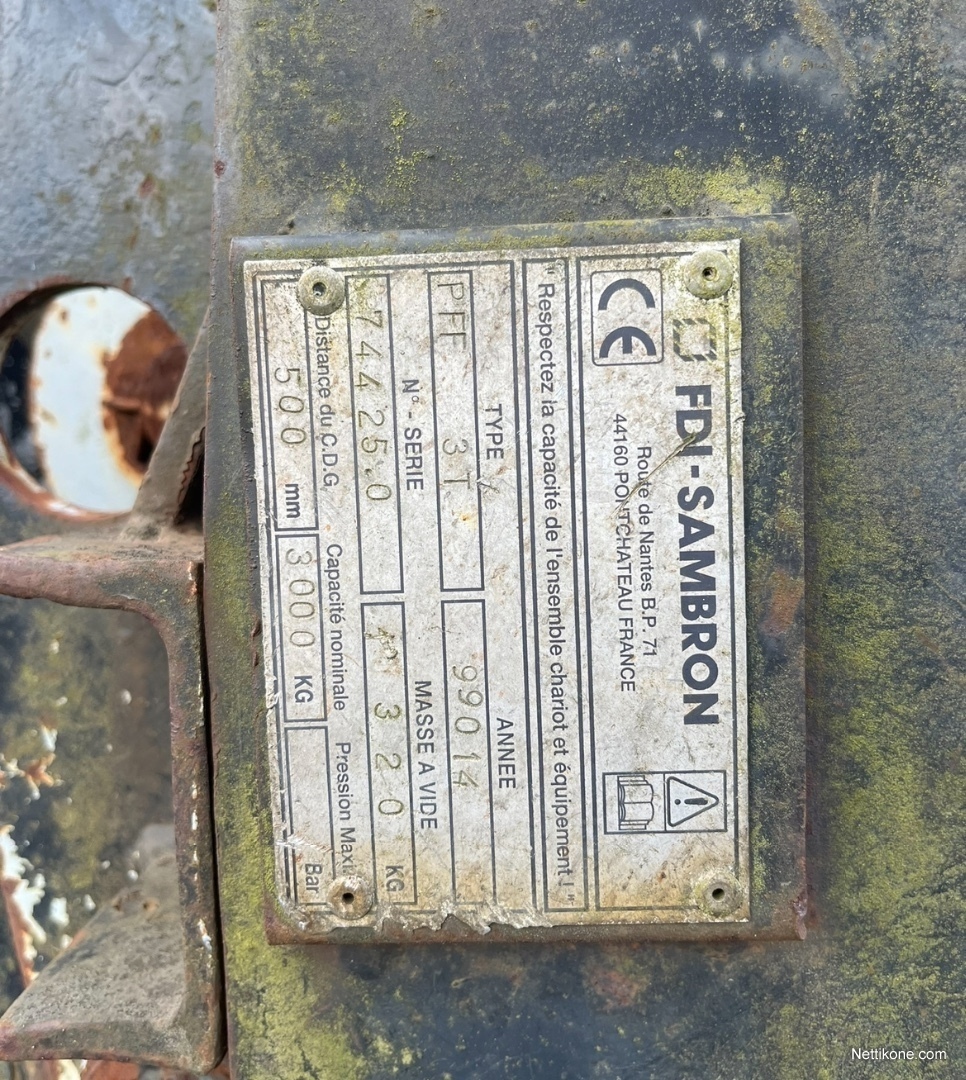 FDI - SAMBRON
CE
Route de Nantes B.P. 71
44160 PONTCHATEAU FRANCE
" Respectez la capacité de l'ensemble chariot et équipement ! "
TYPE ANNEE
PFF 3T 99014
N° - SERIE MASSE A VIDE
744250 320 KG
Distance du C.D.G. Capacité nominale Pression Maxi
500 mm 3000 KG Bar
Nettikone.com